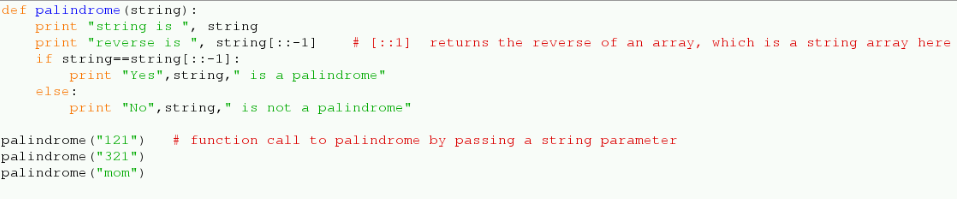 def palindrome(string):
    print "string is ", string
    print "reverse is ", string[::-1]    # [::1]  returns the reverse of an array, which is a string array here
    if string==string[::-1]:
        print "Yes",string," is a palindrome"
    else:
        print "No",string," is not a palindrome"

palindrome("121")   # function call to palindrome by passing a string parameter
palindrome("321")
palindrome("mom")